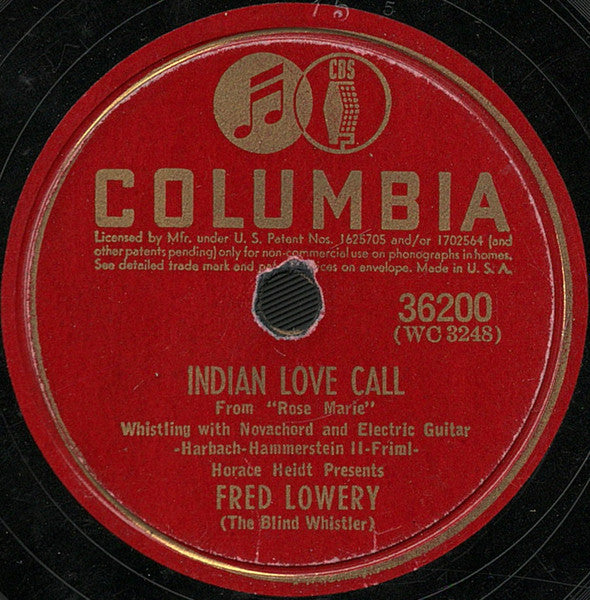 CBS
COLUMBIA
Licensed by Mfr. under U. S. Patent Nos. 1625705 and/or 1702564 (and
other patents pending) only for non-commercial use on phonographs in homes.
See detailed trade mark and on envelope. Made in U. S. A.
36200
(WC 3248)
INDIAN LOVE CALL
From "Rose Marie"
Whistling with Novachord and Electric Guitar
-Harbach-Hammerstein II-Friml-
Horace Heidt Presents
FRED LOWERY
(The Blind Whistler)